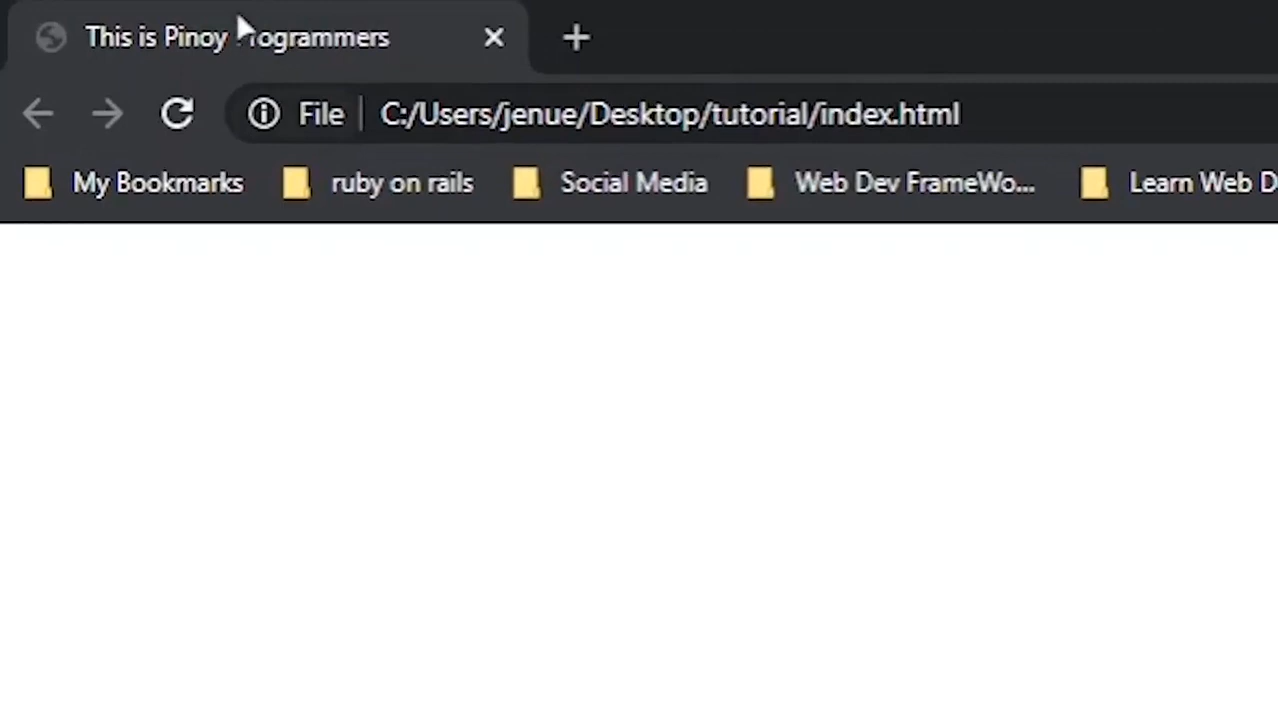 This is Pinoy Programmers
File C:/Users/jenue/Desktop/tutorial/index.html
My Bookmarks ruby on rails Social Media Web Dev FrameWo... Learn Web D